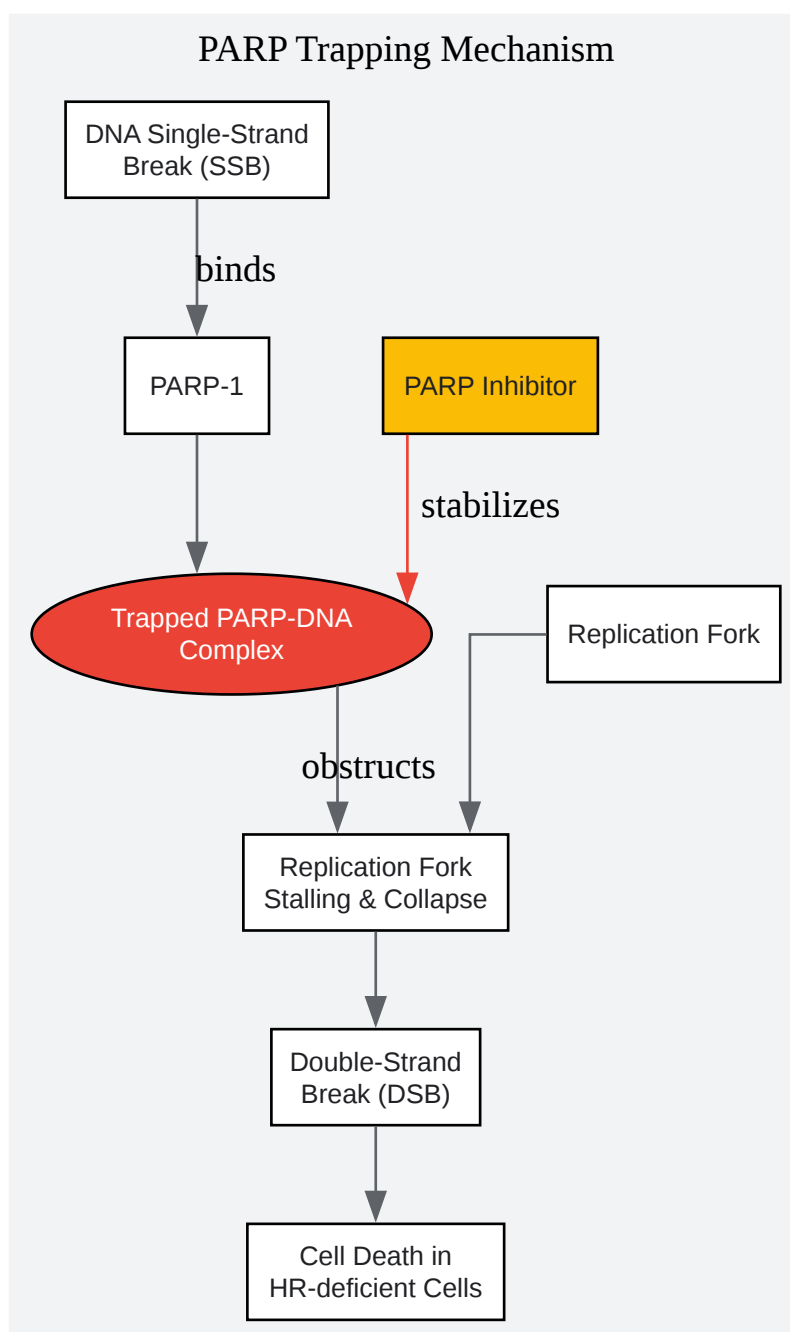 PARP Trapping Mechanism
DNA Single-Strand
Break (SSB)
binds
PARP-1
PARP Inhibitor
stabilizes
Trapped PARP-DNA
Complex
Replication Fork
obstructs
Replication Fork
Stalling & Collapse
Double-Strand
Break (DSB)
Cell Death in
HR-deficient Cells